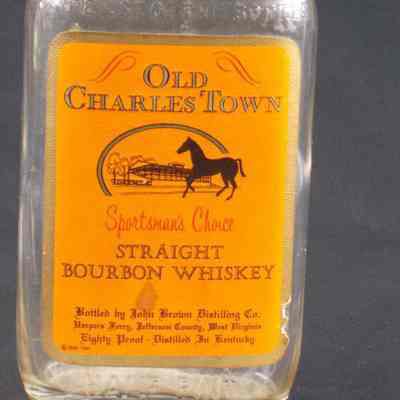 OLD
CHARLES TOWN
Sportsman's Choice
STRAIGHT
BOURBON WHISKEY
Bottled by John Brown Distilling Co.
Harpers Ferry, Jefferson County, West Virginia
Eighty Proof - Distilled In Kentucky